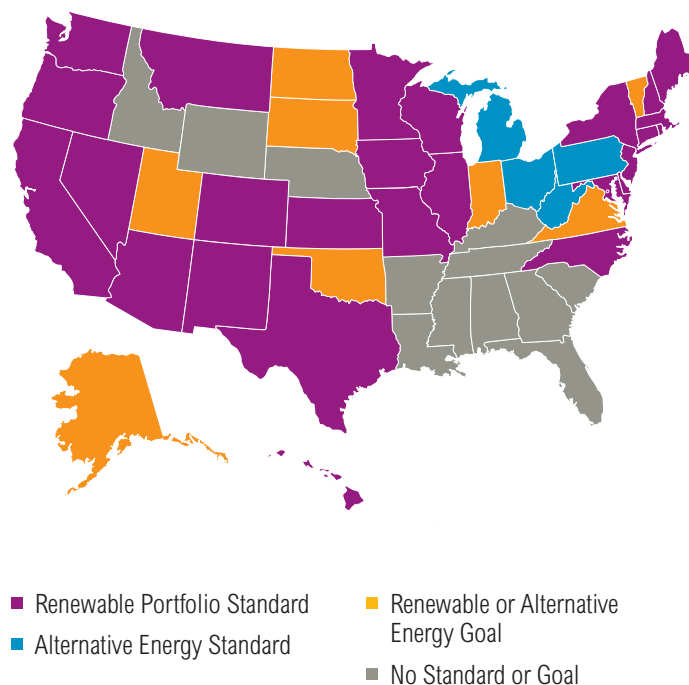 Renewable Portfolio Standard
Alternative Energy Standard
Renewable or Alternative
Energy Goal
No Standard or Goal